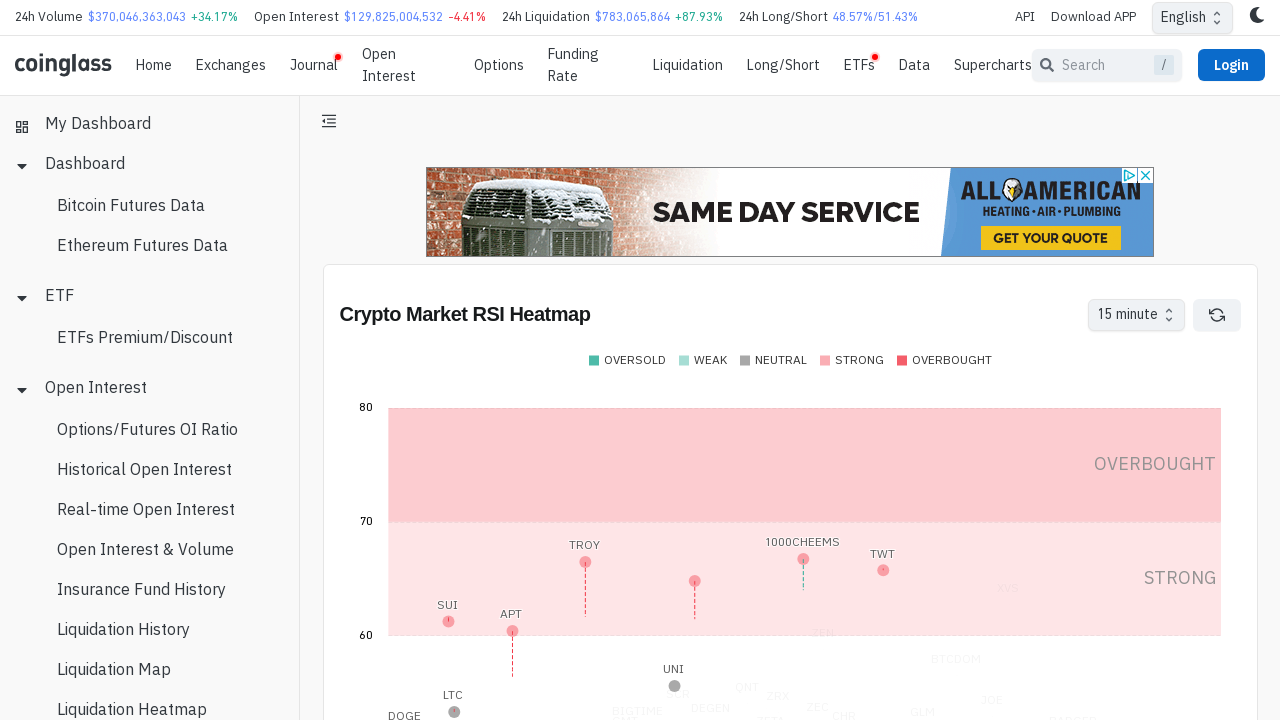 24h Volume $370,046,363,043 +34.17% Open Interest $129,825,004,532 -4.41% 24h Liquidation $783,065,864 +87.93% 24h Long/Short 48.57%/51.43% API Download APP English
coinglass Home Exchanges Journal Open Interest Options Funding Rate Liquidation Long/Short ETFs Data Supercharts Search / Login
My Dashboard
Dashboard
Bitcoin Futures Data
Ethereum Futures Data
ETF
ETFs Premium/Discount
Open Interest
Options/Futures OI Ratio
Historical Open Interest
Real-time Open Interest
Open Interest & Volume
Insurance Fund History
Liquidation History
Liquidation Map
Liquidation Heatmap
SAME DAY SERVICE
ALL AMERICAN
HEATING • AIR • PLUMBING
GET YOUR QUOTE
Crypto Market RSI Heatmap 15 minute
OVERSOLD WEAK NEUTRAL STRONG OVERBOUGHT
80
OVERBOUGHT
70
TROY 1000CHEEMS TWT
STRONG
XVS
SUI
APT
ZEN
60
BTCDOM
UNI
QNT
LTC
ZRX
JOE
BIGTIME
BEGEN
ZEC
GLM
CHR
DOGE